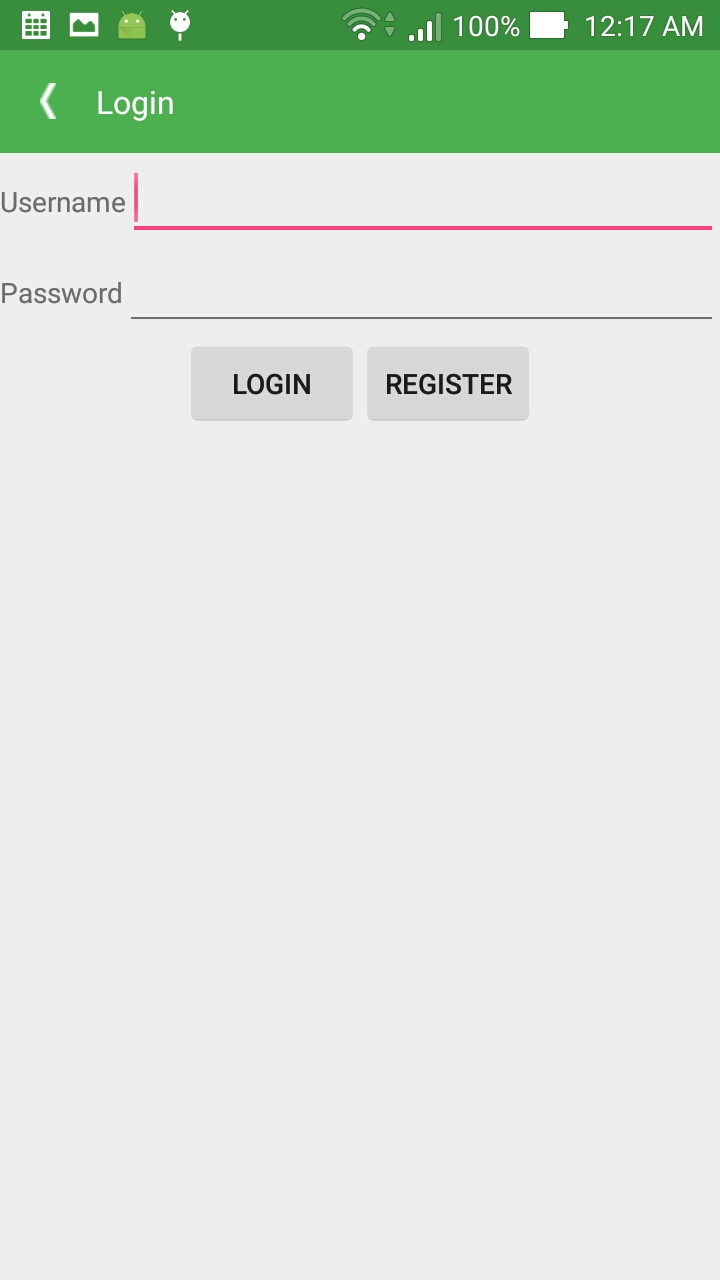 100% 12:17 AM
Login
Username
Password
LOGIN REGISTER